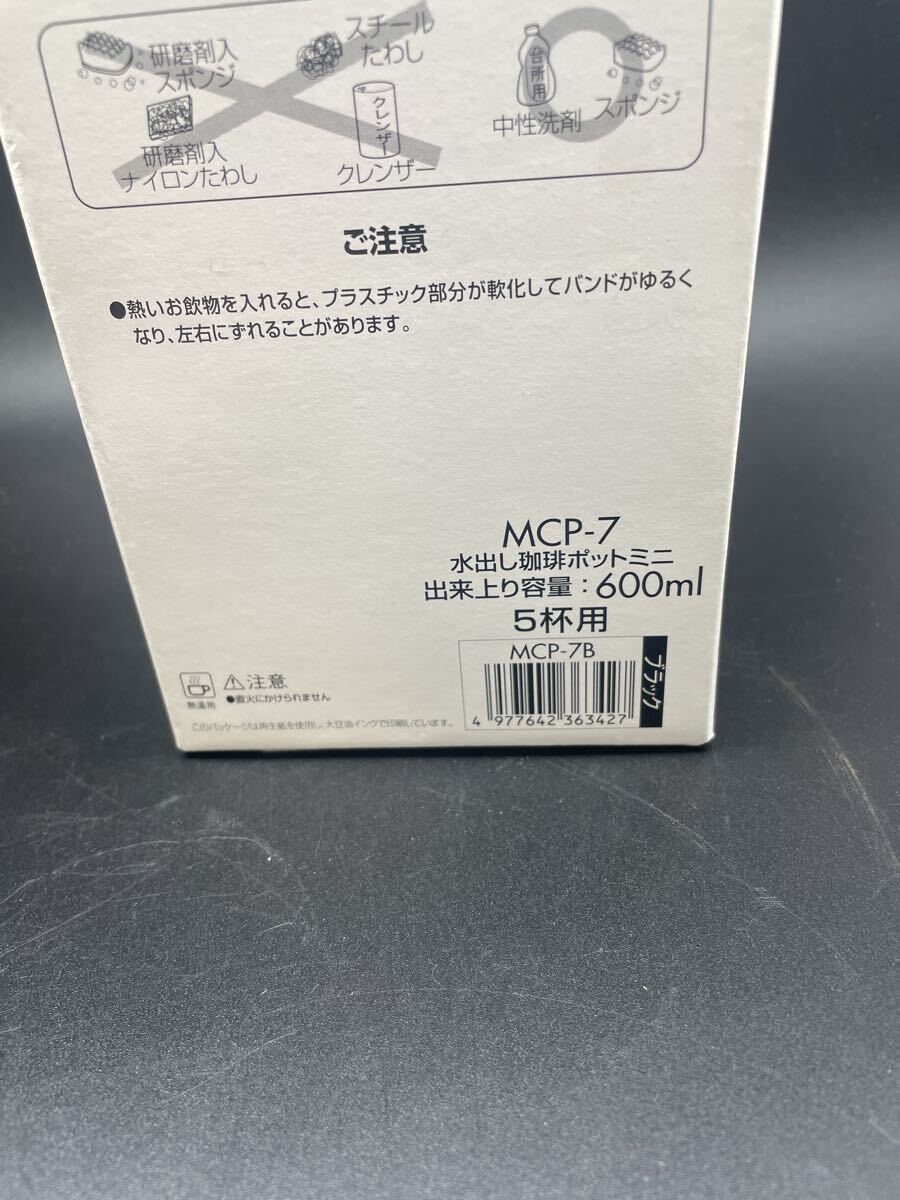 研磨剤入
スポンジ
スチール
たわし
研磨剤入
ナイロンたわし
クレンザー
クレンザー
台所用
中性洗剤
スポンジ
ご注意
●熱いお飲物を入れると、プラスチック部分が軟化してバンドがゆるく
なり、左右にずれることがあります。
MCP-7
水出し珈琲ポットミニ
出来上り容量：600ml
5杯用
MCP-7B
ブラック
4 977642 363427
熱湯用
⚠注意
●直火にかけられません
このパッケージは再生紙を使用し、大豆油インクで印刷しています。